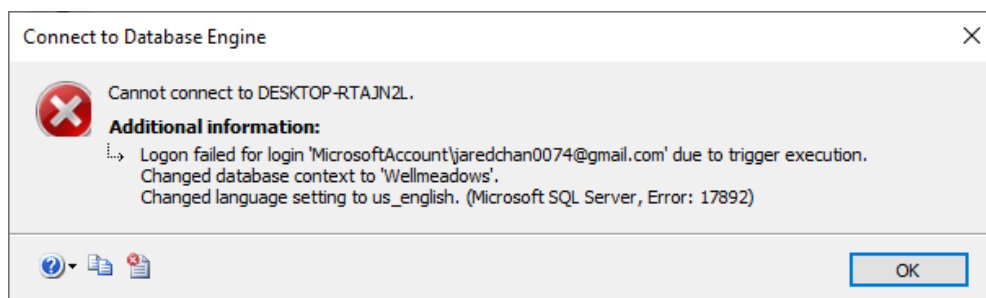 Connect to Database Engine
Cannot connect to DESKTOP-RTAJN2L.
Additional information:
Logon failed for login 'MicrosoftAccount\jaredchan0074@gmail.com' due to trigger execution.
Changed database context to 'Wellmeadows'.
Changed language setting to us_english. (Microsoft SQL Server, Error: 17892)
OK